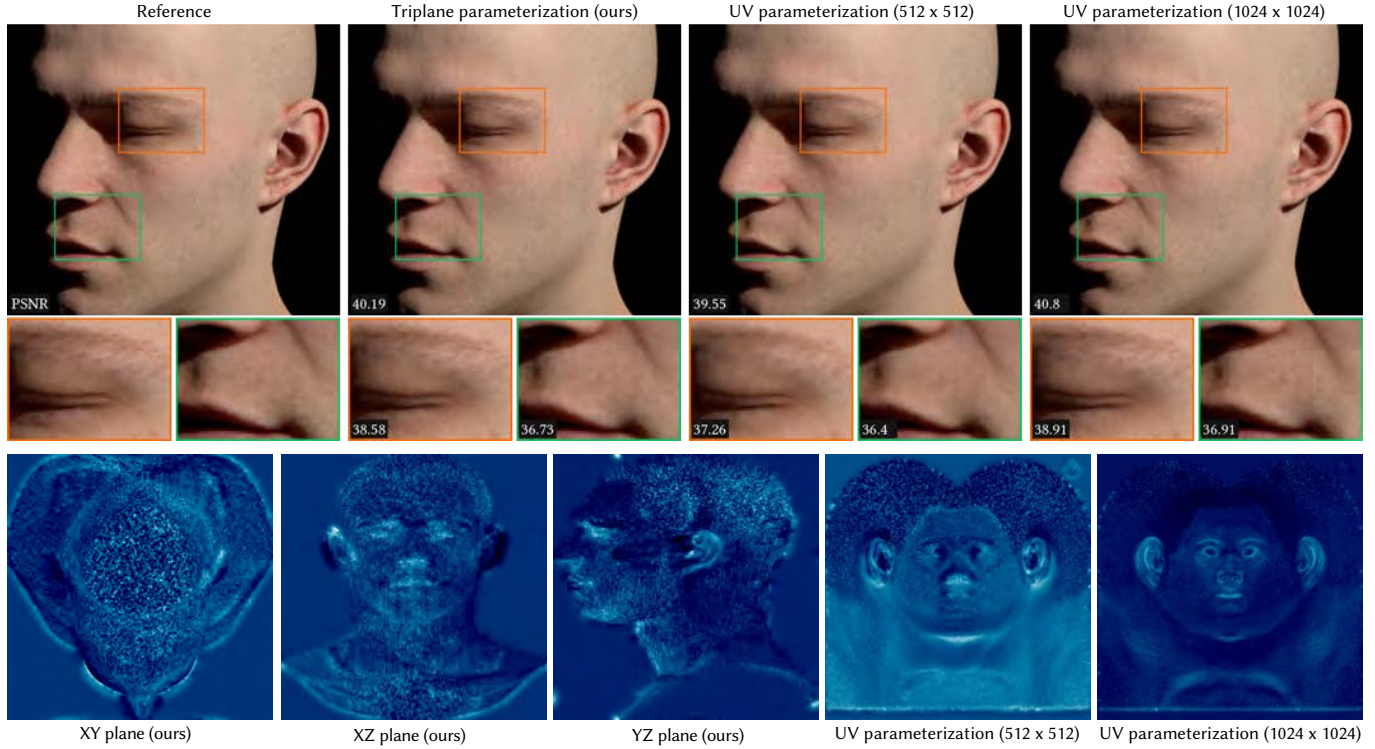 Reference
Triplane parameterization (ours)
UV parameterization (512 x 512)
UV parameterization (1024 x 1024)
PSNR
40.19
39.55
40.8
38.58
36.73
37.26
36.4
38.91
36.91
XY plane (ours)
XZ plane (ours)
YZ plane (ours)
UV parameterization (512 x 512)
UV parameterization (1024 x 1024)